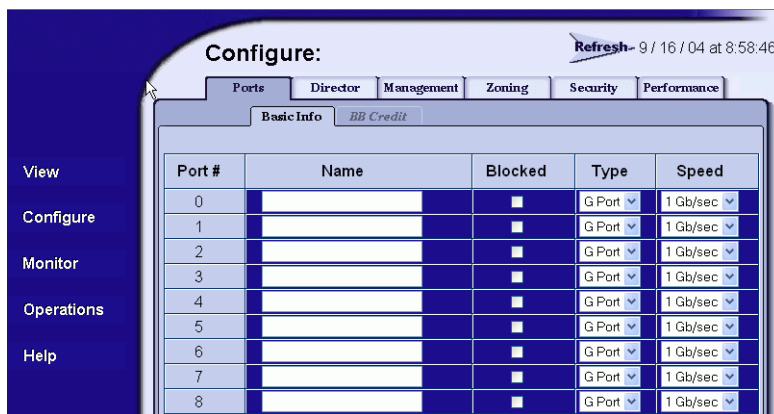 Configure:
Refresh - 9 / 16 / 04 at 8:58:46
Ports Director Management Zoning Security Performance
Basic Info BB Credit
View
Configure
Monitor
Operations
Help
Port # Name Blocked Type Speed
0 G Port 1 Gb/sec
1 G Port 1 Gb/sec
2 G Port 1 Gb/sec
3 G Port 1 Gb/sec
4 G Port 1 Gb/sec
5 G Port 1 Gb/sec
6 G Port 1 Gb/sec
7 G Port 1 Gb/sec
8 G Port 1 Gb/sec